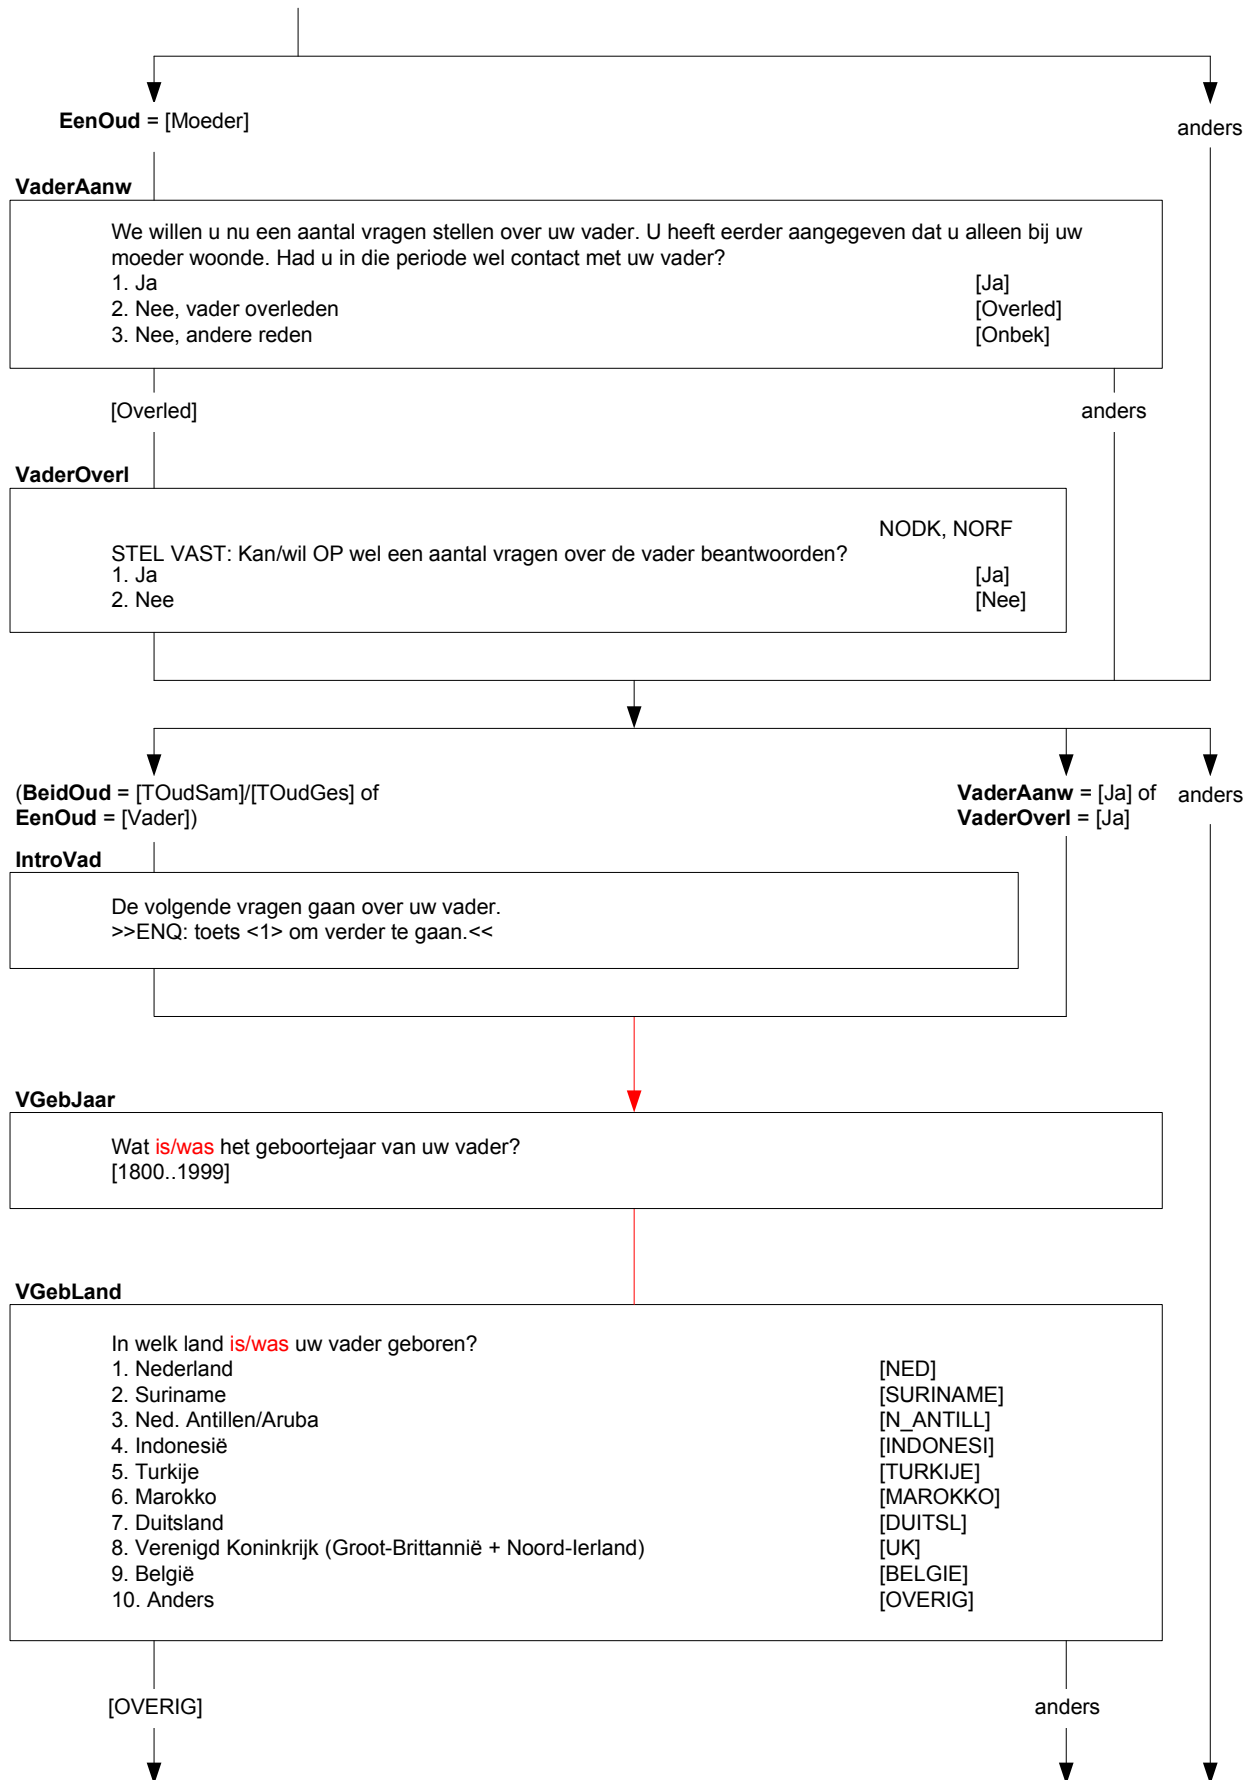 EenOud = [Moeder]
anders
VaderAanw
We willen u nu een aantal vragen stellen over uw vader. U heeft eerder aangegeven dat u alleen bij uw
moeder woonde. Had u in die periode wel contact met uw vader?
1. Ja [Ja]
2. Nee, vader overleden [Overled]
3. Nee, andere reden [Onbek]
[Overled] anders
VaderOverl
NODK, NORF
STEL VAST: Kan/wil OP wel een aantal vragen over de vader beantwoorden?
1. Ja [Ja]
2. Nee [Nee]
(BeidOud = [TOudSam]/[TOudGes] of
EenOud = [Vader])
VaderAanw = [Ja] of
VaderOverl = [Ja]
anders
IntroVad
De volgende vragen gaan over uw vader.
>>ENQ: toets <1> om verder te gaan.<<
VGebJaar
Wat is/was het geboortejaar van uw vader?
[1800..1999]
VGebLand
In welk land is/was uw vader geboren?
1. Nederland [NED]
2. Suriname [SURINAME]
3. Ned. Antillen/Aruba [N_ANTILL]
4. Indonesië [INDONESI]
5. Turkije [TURKIJE]
6. Marokko [MAROKKO]
7. Duitsland [DUITSL]
8. Verenigd Koninkrijk (Groot-Brittannië + Noord-Ierland) [UK]
9. België [BELGIE]
10. Anders [OVERIG]
[OVERIG] anders